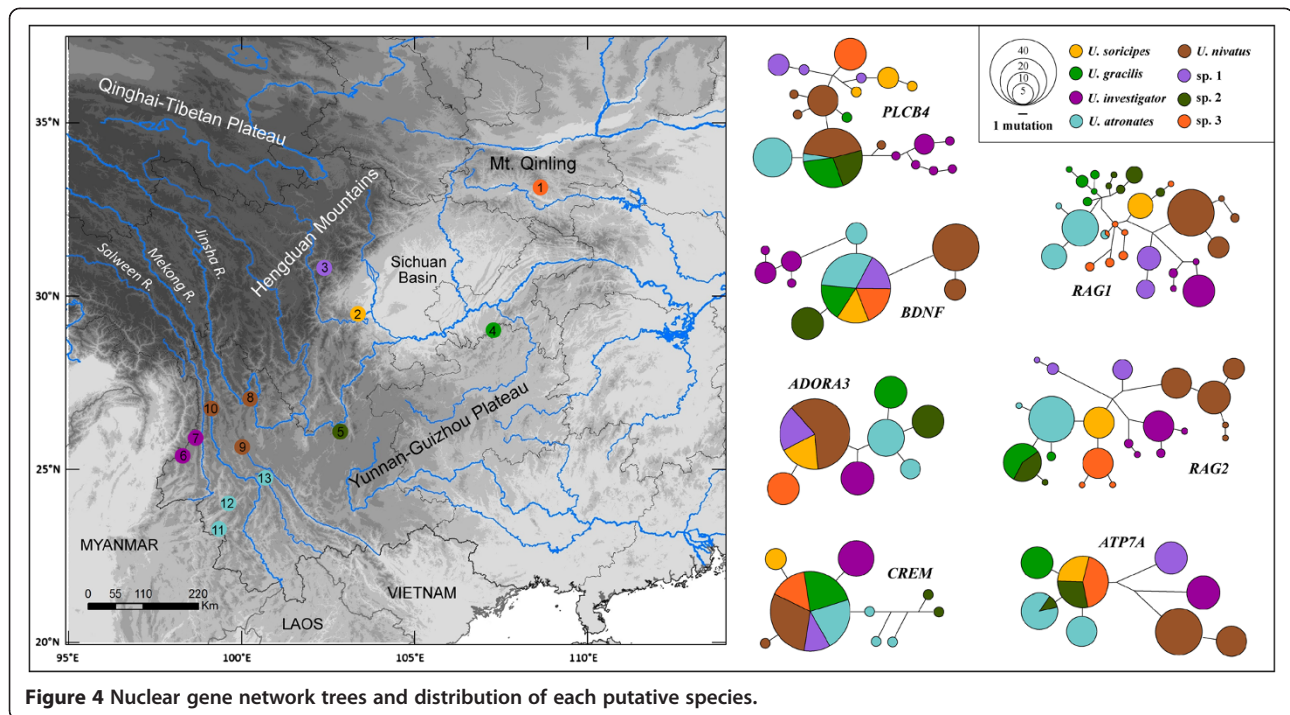 35°N
30°N
25°N
20°N
95°E
100°E
105°E
110°E
Qinghai-Tibetan Plateau
Mt. Qinling
Hengduan Mountains
Jinsha R.
Mekong R.
Salween R.
Sichuan
Basin
Yunnan-Guizhou Plateau
MYANMAR
LAOS
VIETNAM
1
2
3
4
5
6
7
8
9
10
11
12
13
0 55 110 220
Km
PLCB4
BDNF
ADORA3
CREM
RAG1
RAG2
ATP7A
40
20
10
5
1 mutation
U. soricipes
U. gracilis
U. investigator
U. atronates
U. nivatus
sp. 1
sp. 2
sp. 3
Figure 4 Nuclear gene network trees and distribution of each putative species.